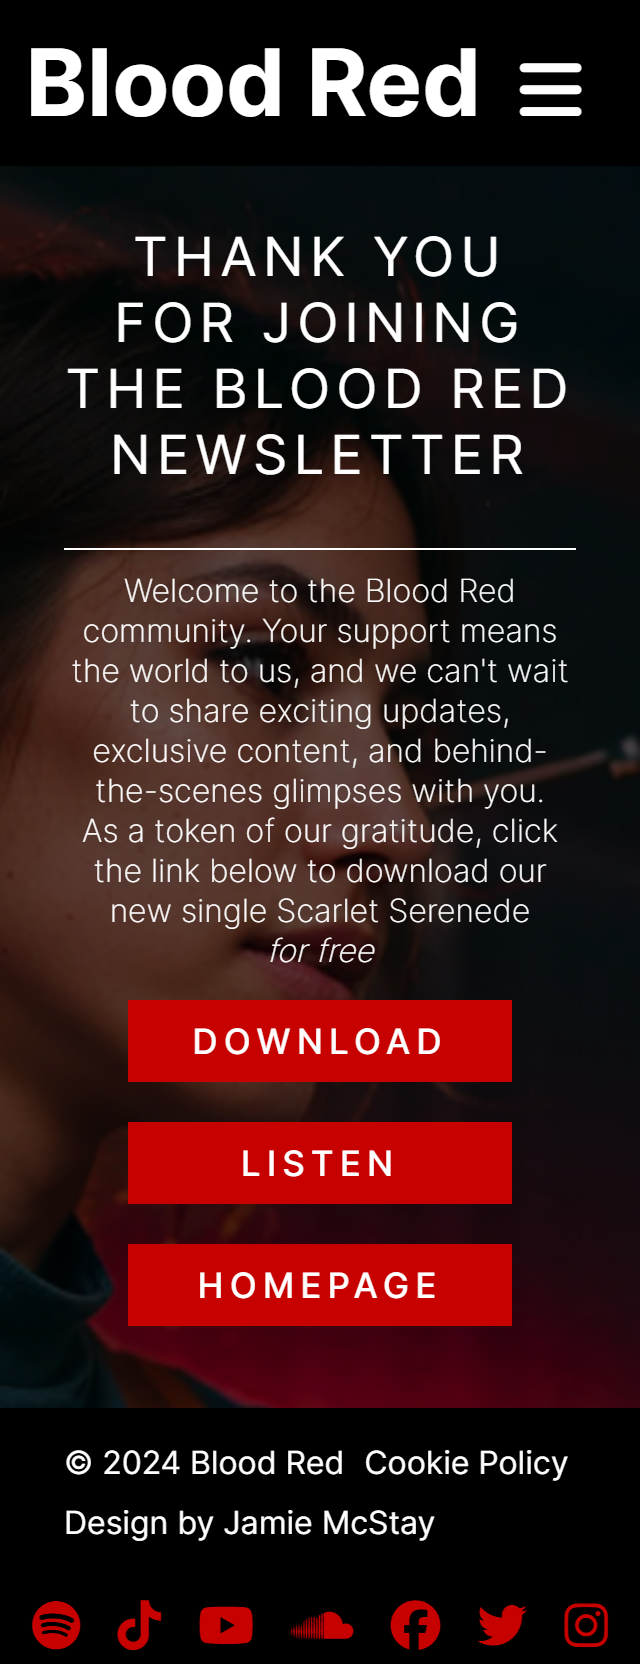 Blood Red
THANK YOU
FOR JOINING
THE BLOOD RED
NEWSLETTER
Welcome to the Blood Red
community. Your support means
the world to us, and we can't wait
to share exciting updates,
exclusive content, and behind-
the-scenes glimpses with you.
As a token of our gratitude, click
the link below to download our
new single Scarlet Serenede
for free
DOWNLOAD
LISTEN
HOMEPAGE
© 2024 Blood Red Cookie Policy
Design by Jamie McStay